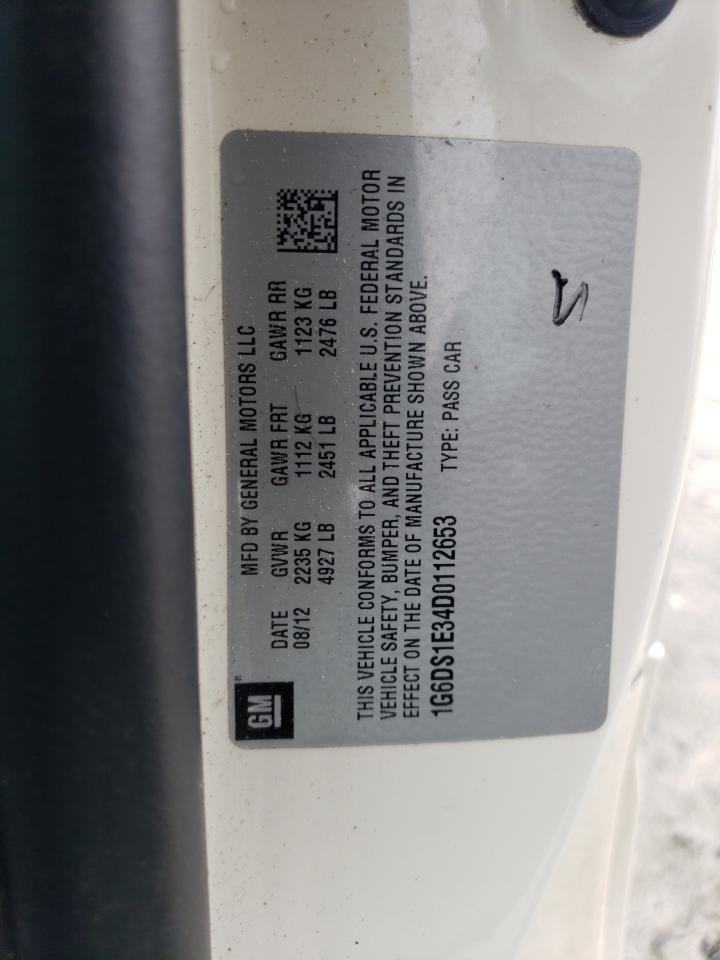 GM®
MFD BY GENERAL MOTORS LLC
DATE GVWR GAWR FRT GAWR RR
08/12 2235 KG 1112 KG 1123 KG
4927 LB 2451 LB 2476 LB
THIS VEHICLE CONFORMS TO ALL APPLICABLE U.S. FEDERAL MOTOR
VEHICLE SAFETY, BUMPER, AND THEFT PREVENTION STANDARDS IN
EFFECT ON THE DATE OF MANUFACTURE SHOWN ABOVE.
1G6DS1E34D0112653 TYPE: PASS CAR